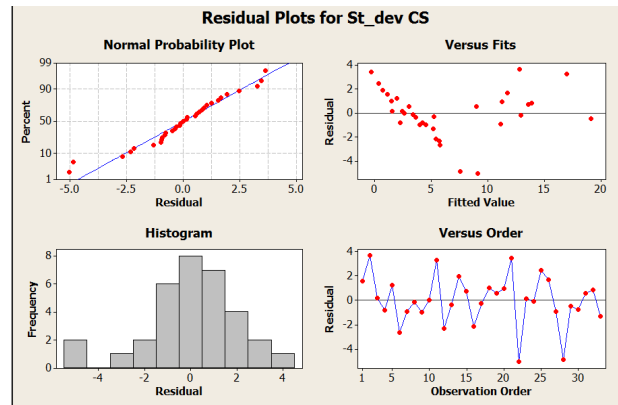 Residual Plots for St_dev CS
Normal Probability Plot
Percent
99
90
50
10
1
-5.0 -2.5 0.0 2.5 5.0
Residual
Versus Fits
Residual
4
2
0
-2
-4
0 5 10 15 20
Fitted Value
Histogram
Frequency
8
6
4
2
0
-4 -2 0 2 4
Residual
Versus Order
Residual
4
2
0
-2
-4
1 5 10 15 20 25 30
Observation Order